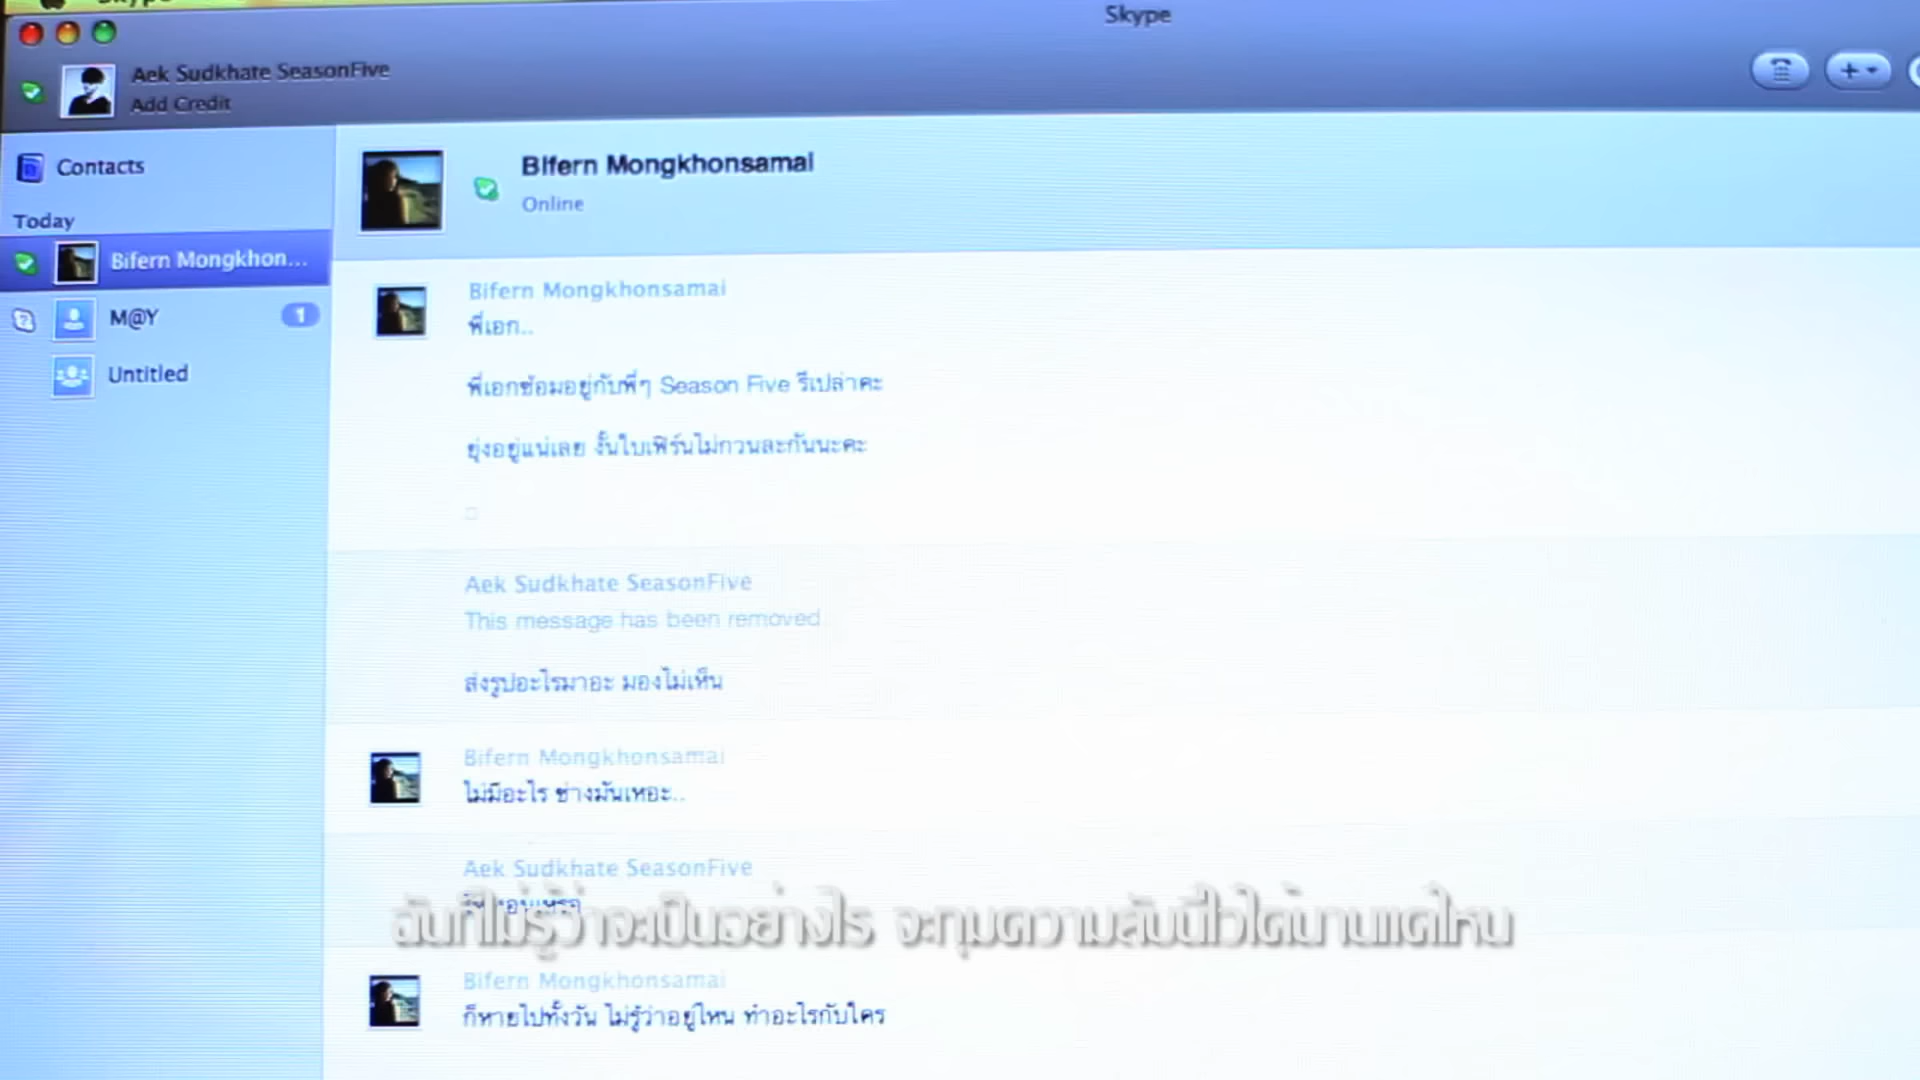 Skype
Skype
Aek Sudkhate SeasonFive
Add Credit
Contacts
Today
Bifern Mongkhon...
M@Y
1
Untitled
Bifern Mongkhonsamai
Online
Bifern Mongkhonsamai
พี่เอก..
พี่เอกซ้อมอยู่กับพี่ๆ Season Five รึเปล่าคะ
ยุ่งอยู่แน่เลย งั้นใบเฟิร์นไม่กวนละกันนะคะ
Aek Sudkhate SeasonFive
This message has been removed
ส่งรูปอะไรมาอะ มองไม่เห็น
Bifern Mongkhonsamai
ไม่มีอะไร ช่างมันเหอะ..
Aek Sudkhate SeasonFive
ฉันก็ไม่รู้ว่าจะเป็นอย่างไร จะกุมความลับนี้ไว้ได้นานแค่ไหน
Bifern Mongkhonsamai
ก็หายไปทั้งวัน ไม่รู้ว่าอยู่ไหน ทำอะไรกับใคร